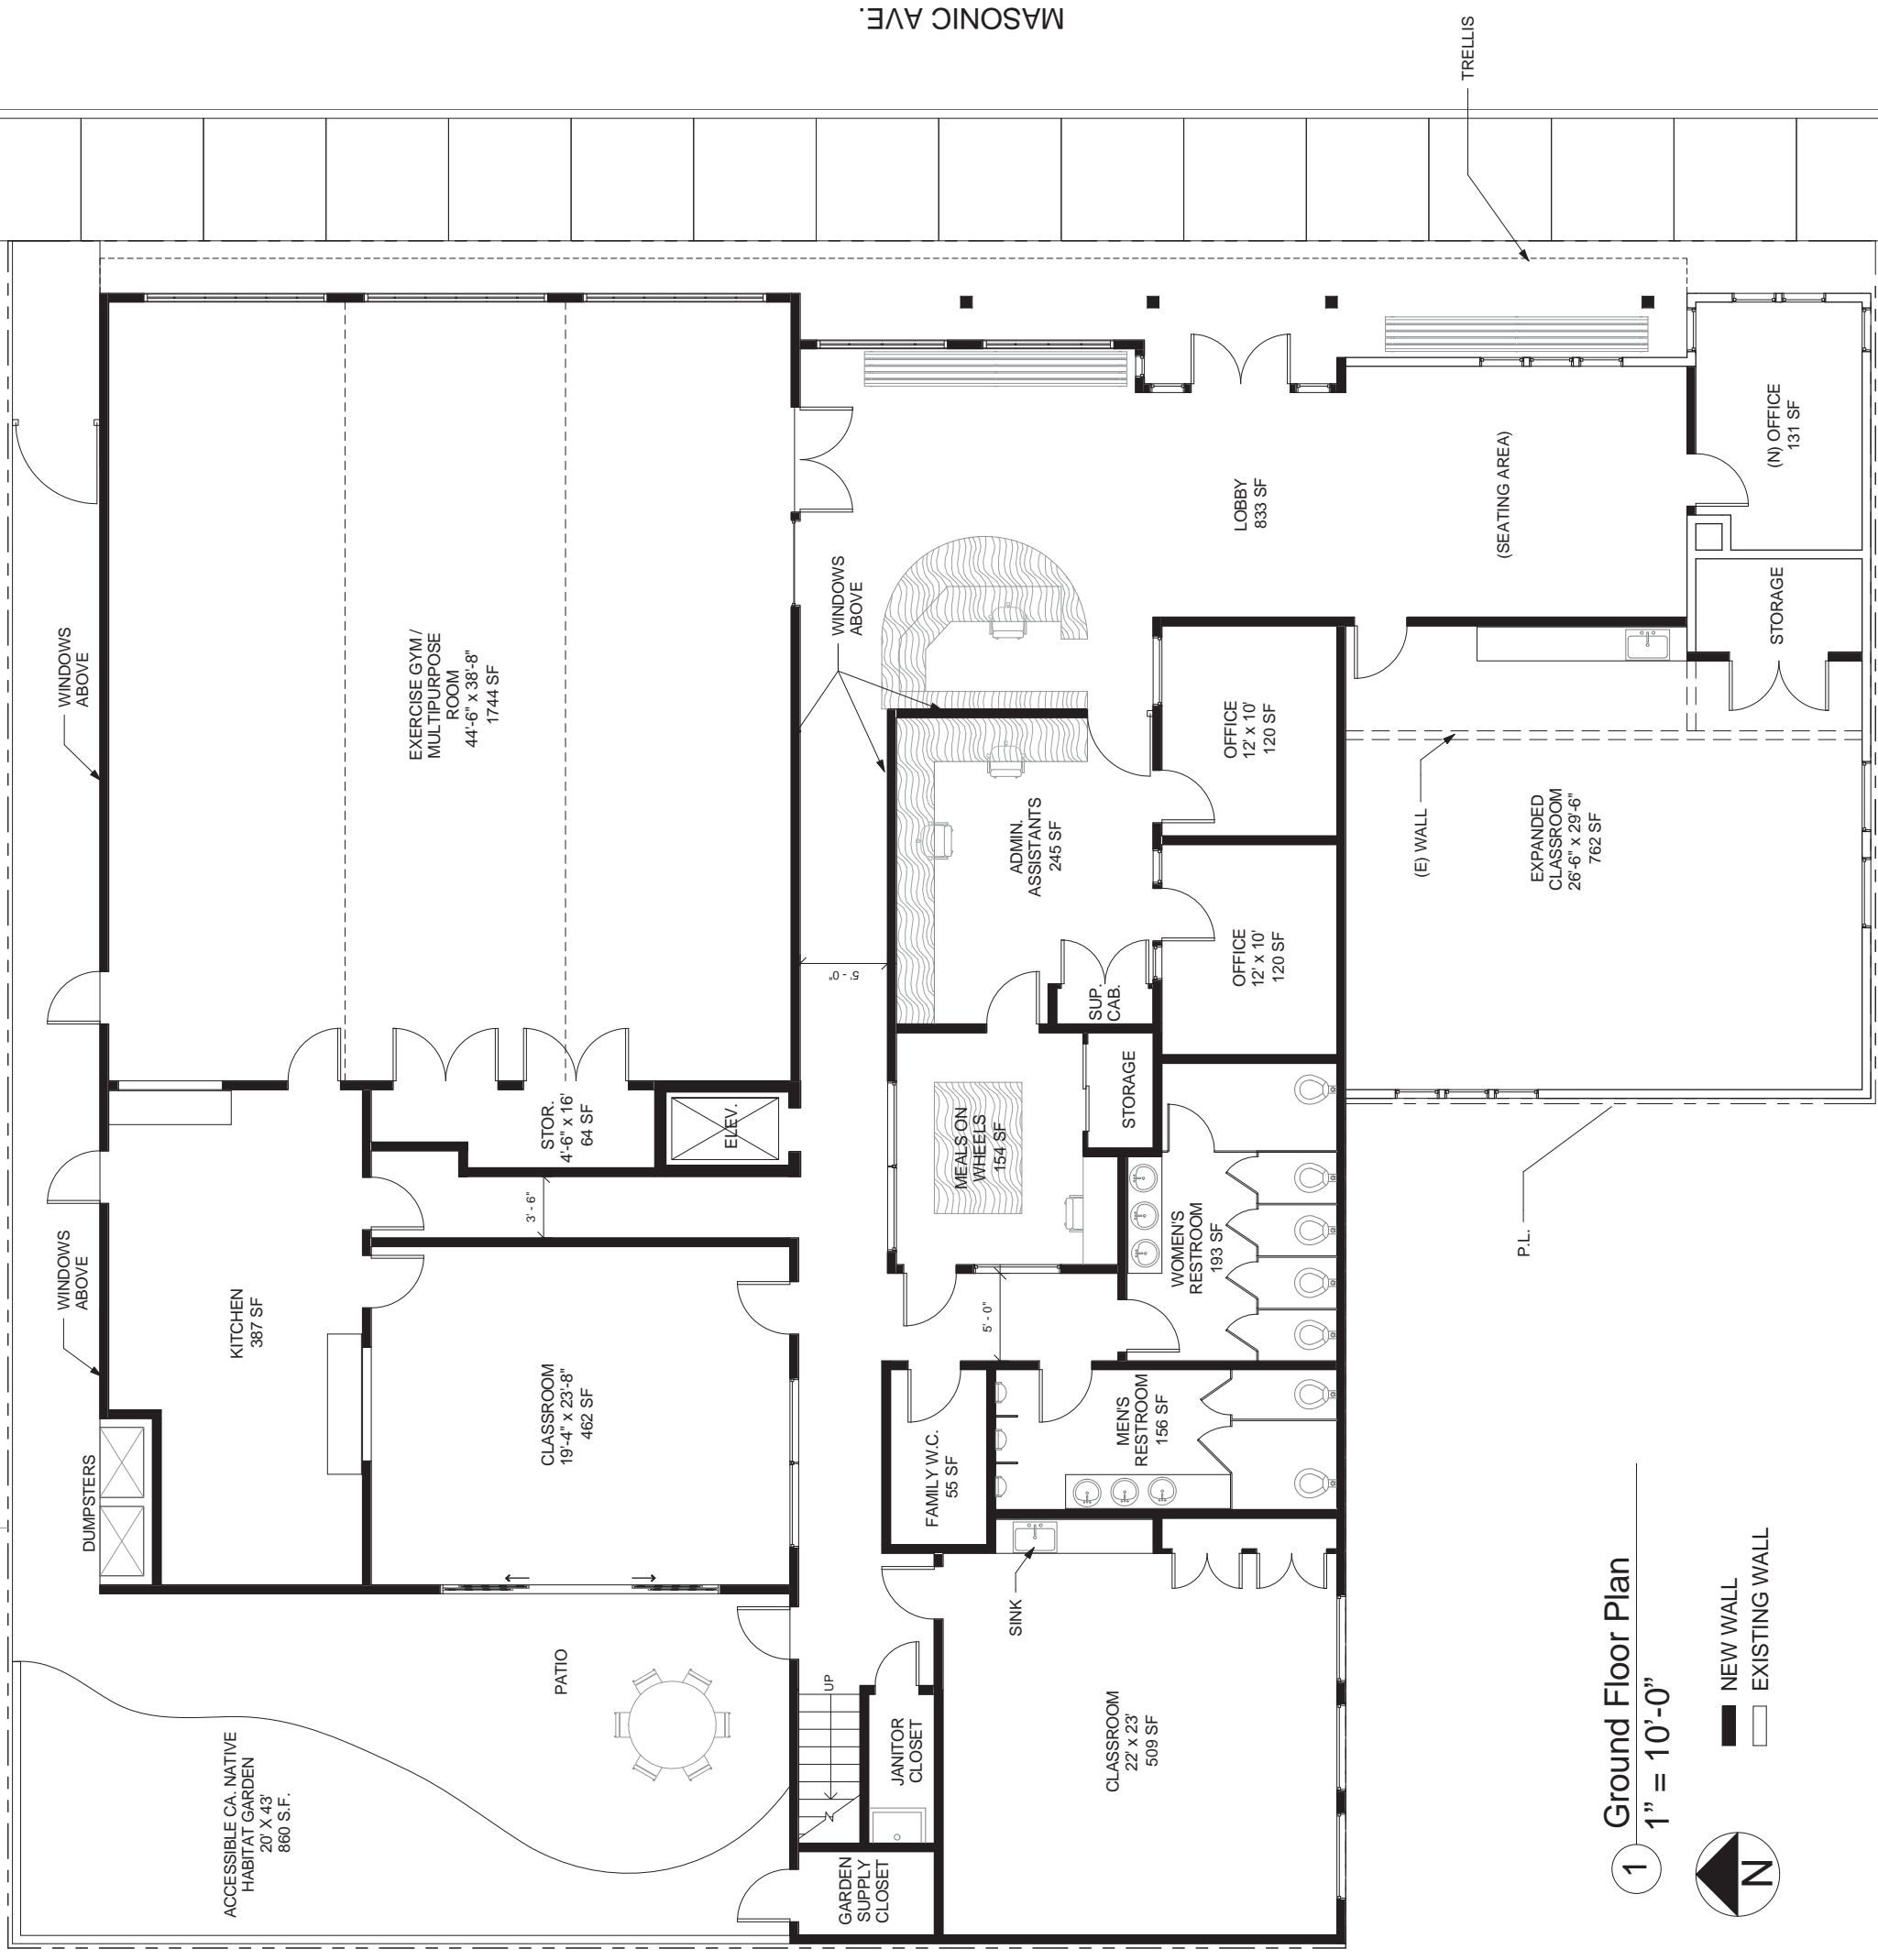 MASONIC AVE.
TRELLIS
WINDOWS
ABOVE
EXERCISE GYM /
MULTIPURPOSE
ROOM
44'-6" x 38'-8"
1744 SF
WINDOWS
ABOVE
LOBBY
833 SF
(SEATING AREA)
(N) OFFICE
131 SF
STORAGE
OFFICE
12' x 10'
120 SF
ADMIN.
ASSISTANTS
245 SF
(E) WALL
EXPANDED
CLASSROOM
26'-6" x 29'-6"
762 SF
OFFICE
12' x 10'
120 SF
5' - 0"
SUP.
CAB.
STOR.
4'-6" x 16'
64 SF
ELEV.
MEALS ON
WHEELS
154 SF
STORAGE
3' - 6"
WINDOWS
ABOVE
KITCHEN
387 SF
WOMEN'S
RESTROOM
193 SF
P.L.
5' - 0"
CLASSROOM
19'-4" x 23'-8"
462 SF
MEN'S
RESTROOM
156 SF
FAMILY W.C.
55 SF
DUMPSTERS
SINK
PATIO
UP
JANITOR
CLOSET
CLASSROOM
22' x 23'
509 SF
ACCESSIBLE CA. NATIVE
HABITAT GARDEN
20' X 43'
860 S.F.
GARDEN
SUPPLY
CLOSET
1
Ground Floor Plan
1" = 10'-0"
NEW WALL
EXISTING WALL
N